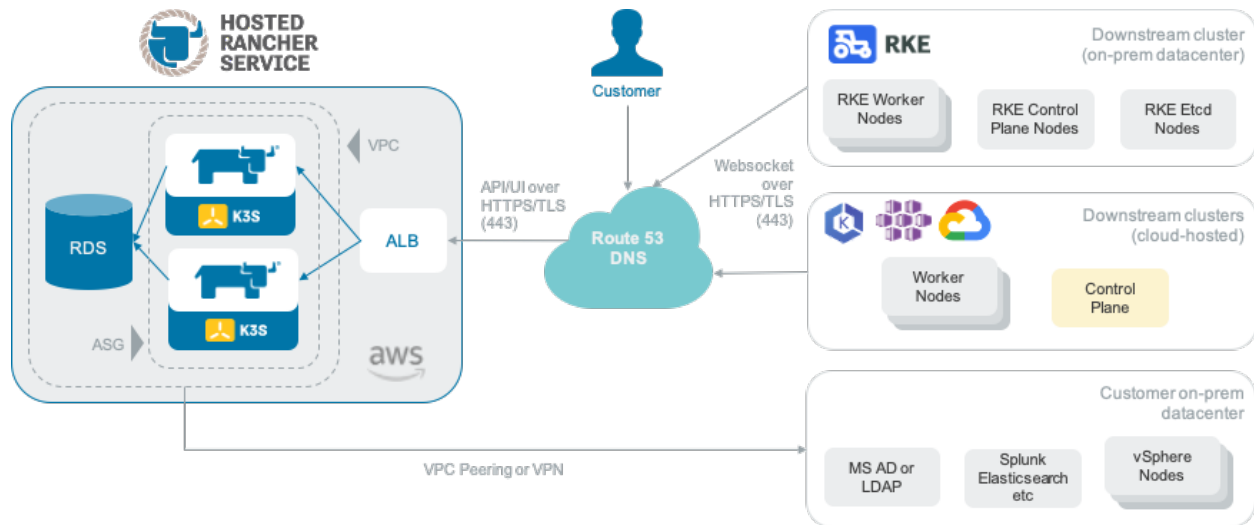 HOSTED
RANCHER
SERVICE
Customer
VPC
RDS
K3S
K3S
ALB
ASG
aws
API/UI over
HTTPS/TLS
(443)
Route 53
DNS
Websocket
over
HTTPS/TLS
(443)
VPC Peering or VPN
RKE
Downstream cluster
(on-prem datacenter)
RKE Worker
Nodes
RKE Control
Plane Nodes
RKE Etcd
Nodes
Downstream clusters
(cloud-hosted)
Worker
Nodes
Control
Plane
Customer on-prem
datacenter
MS AD or
LDAP
Splunk
Elasticsearch
etc
vSphere
Nodes